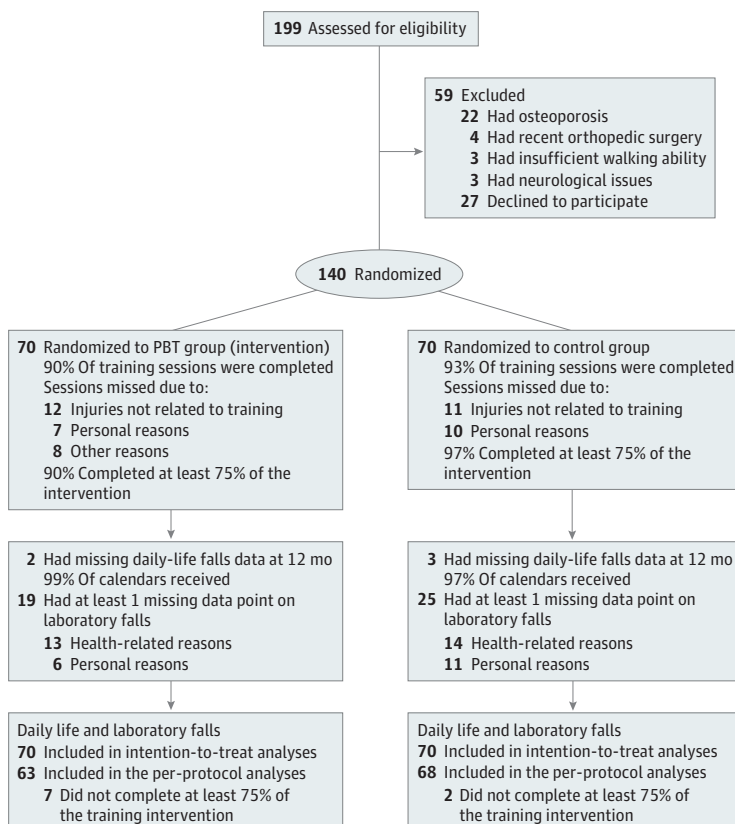 199 Assessed for eligibility
59 Excluded
22 Had osteoporosis
4 Had recent orthopedic surgery
3 Had insufficient walking ability
3 Had neurological issues
27 Declined to participate
140 Randomized
70 Randomized to PBT group (intervention)
90% Of training sessions were completed
Sessions missed due to:
12 Injuries not related to training
7 Personal reasons
8 Other reasons
90% Completed at least 75% of the
intervention
70 Randomized to control group
93% Of training sessions were completed
Sessions missed due to:
11 Injuries not related to training
10 Personal reasons
97% Completed at least 75% of the
intervention
2 Had missing daily-life falls data at 12 mo
99% Of calendars received
19 Had at least 1 missing data point on
laboratory falls
13 Health-related reasons
6 Personal reasons
3 Had missing daily-life falls data at 12 mo
97% Of calendars received
25 Had at least 1 missing data point on
laboratory falls
14 Health-related reasons
11 Personal reasons
Daily life and laboratory falls
70 Included in intention-to-treat analyses
63 Included in the per-protocol analyses
7 Did not complete at least 75% of
the training intervention
Daily life and laboratory falls
70 Included in intention-to-treat analyses
68 Included in the per-protocol analyses
2 Did not complete at least 75% of
the training intervention